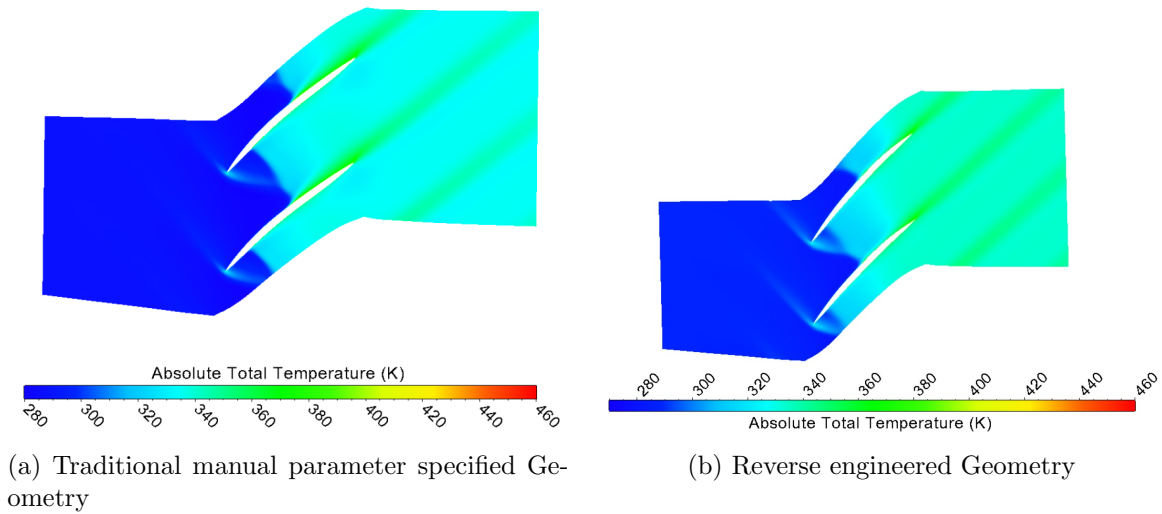 Absolute Total Temperature (K)
280 300 320 340 360 380 400 420 440 460
(a) Traditional manual parameter specified Ge-
ometry
280 300 320 340 360 380 400 420 440 460
Absolute Total Temperature (K)
(b) Reverse engineered Geometry